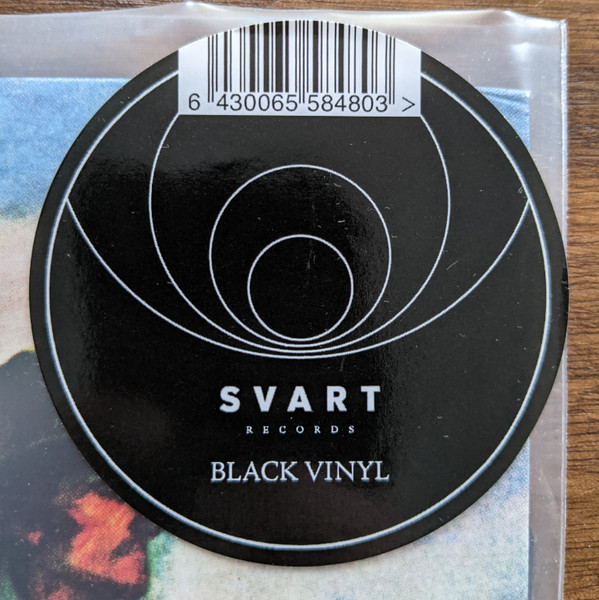 6 430065 584803 >
SVART
RECORDS
BLACK VINYL